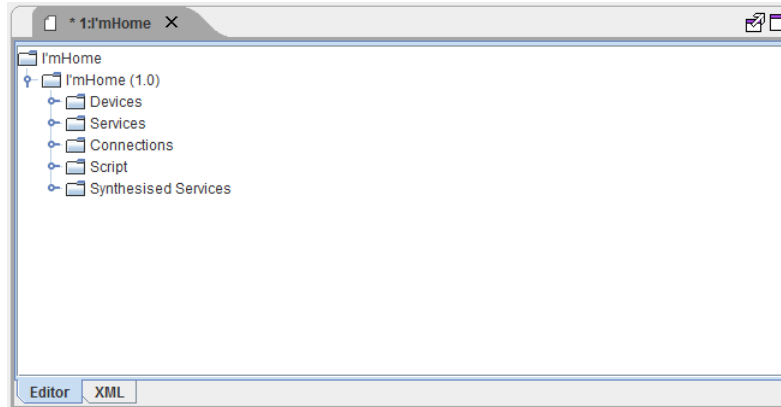 * 1:I'mHome X
I'mHome
I'mHome (1.0)
Devices
Services
Connections
Script
Synthesised Services
Editor XML